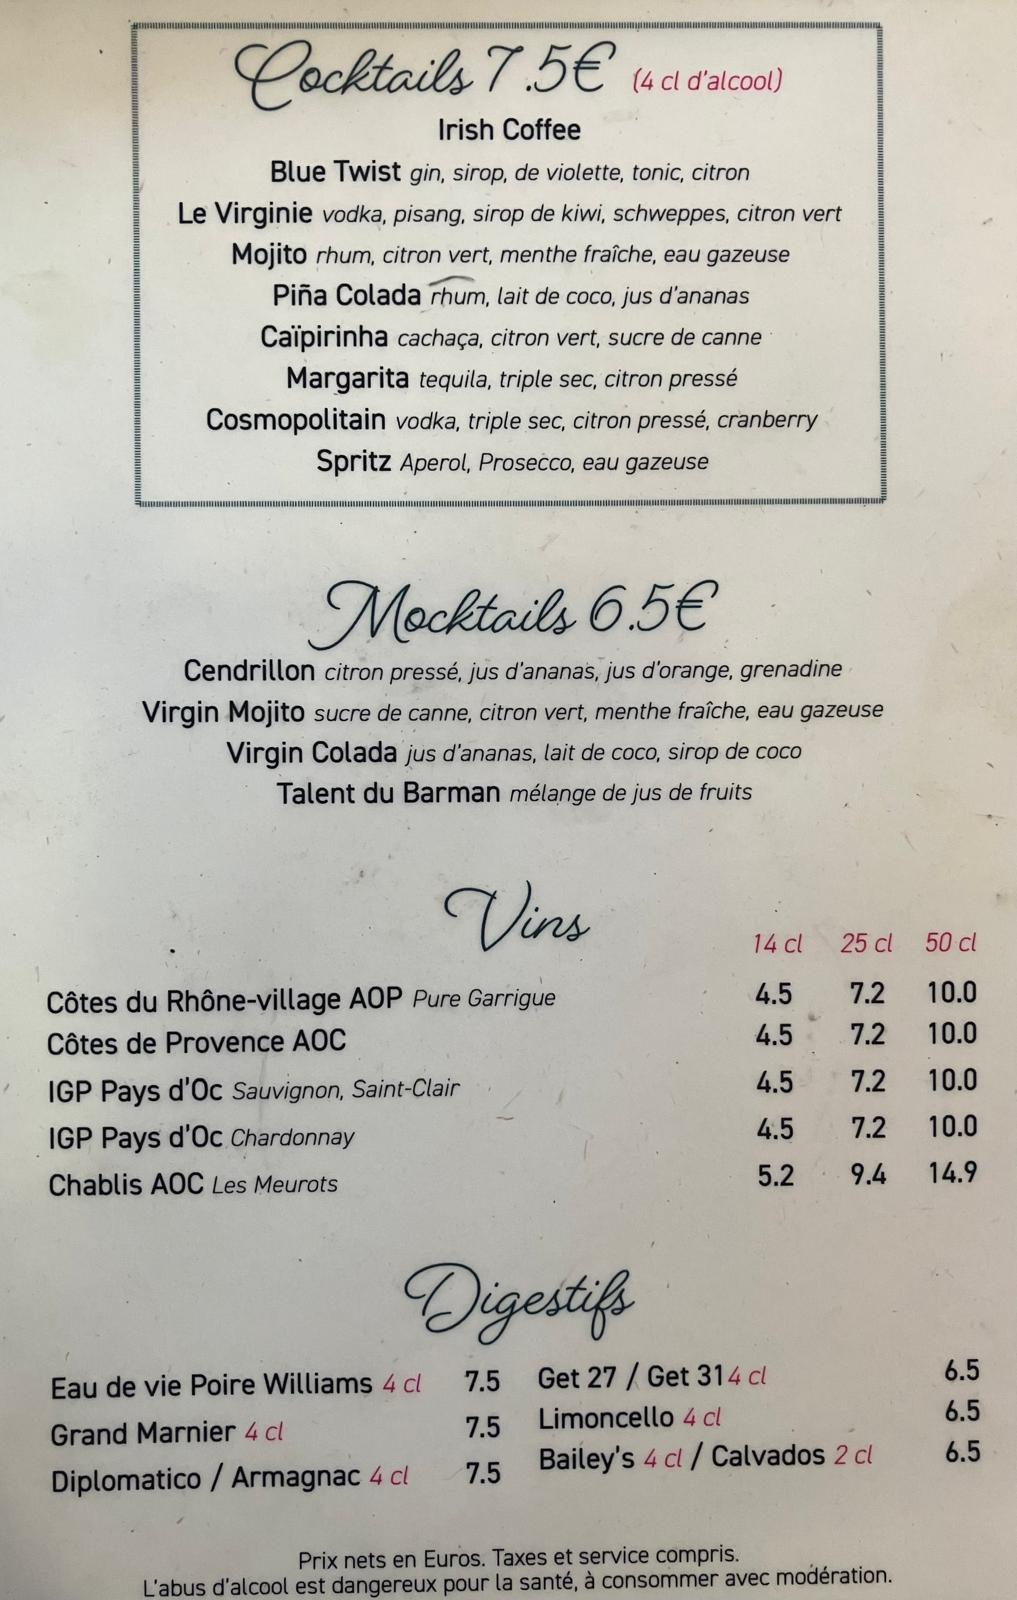 Cocktails 7.5€ (4 cl d'alcool)
Irish Coffee
Blue Twist gin, sirop, de violette, tonic, citron
Le Virginie vodka, pisang, sirop de kiwi, schweppes, citron vert
Mojito rhum, citron vert, menthe fraîche, eau gazeuse
Piña Colada rhum, lait de coco, jus d'ananas
Caïpirinha cachaça, citron vert, sucre de canne
Margarita tequila, triple sec, citron pressé
Cosmopolitain vodka, triple sec, citron pressé, cranberry
Spritz Aperol, Prosecco, eau gazeuse
Mocktails 6.5€
Cendrillon citron pressé, jus d'ananas, jus d'orange, grenadine
Virgin Mojito sucre de canne, citron vert, menthe fraîche, eau gazeuse
Virgin Colada jus d'ananas, lait de coco, sirop de coco
Talent du Barman mélange de jus de fruits
Vins
14 cl 25 cl 50 cl
Côtes du Rhône-village AOP Pure Garrigue 4.5 7.2 10.0
Côtes de Provence AOC 4.5 7.2 10.0
IGP Pays d'Oc Sauvignon, Saint-Clair 4.5 7.2 10.0
IGP Pays d'Oc Chardonnay 4.5 7.2 10.0
Chablis AOC Les Meurots 5.2 9.4 14.9
Digestifs
Eau de vie Poire Williams 4 cl 7.5
Grand Marnier 4 cl 7.5
Diplomatico / Armagnac 4 cl 7.5
Get 27 / Get 31 4 cl 6.5
Limoncello 4 cl 6.5
Bailey's 4 cl / Calvados 2 cl 6.5
Prix nets en Euros. Taxes et service compris.
L'abus d'alcool est dangereux pour la santé, à consommer avec modération.